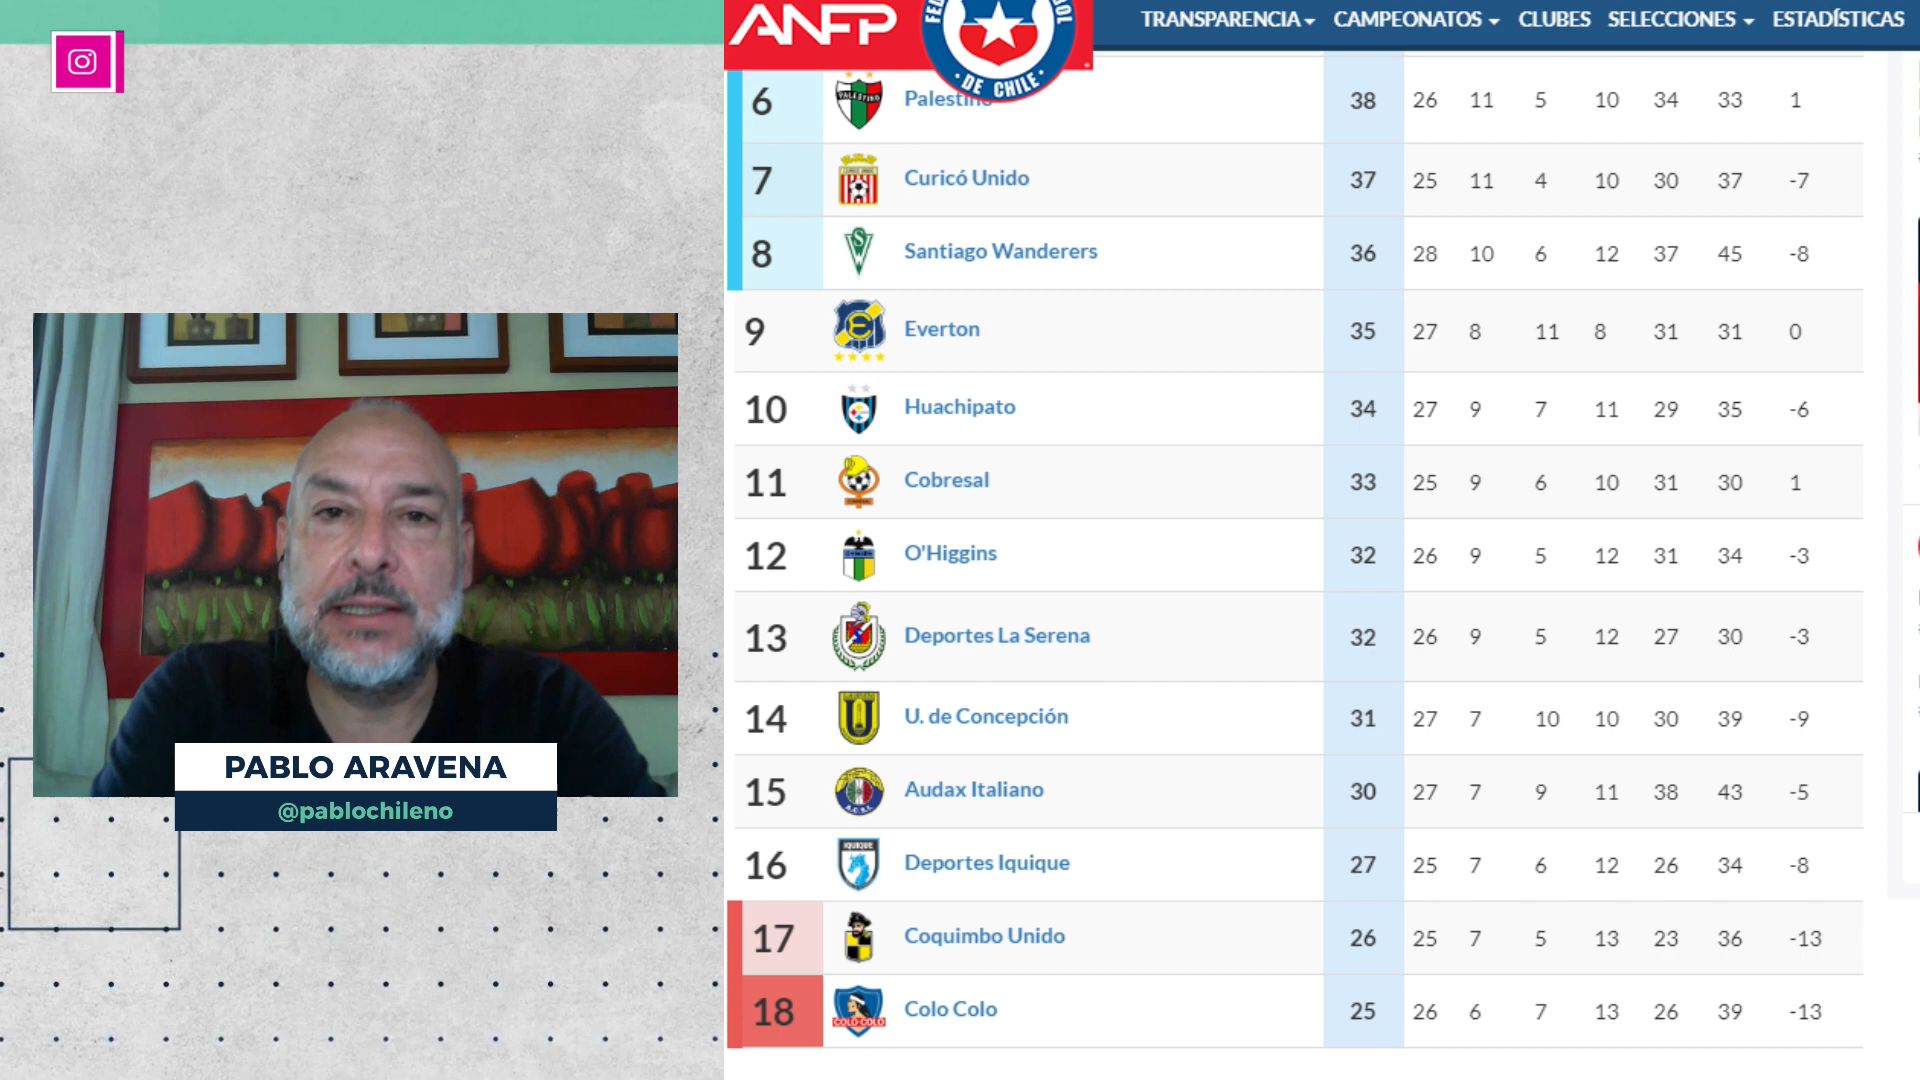 ANFP
DE CHILE
TRANSPARENCIA CAMPEONATOS CLUBES SELECCIONES ESTADÍSTICAS
6 PALESTINO Palestino 38 26 11 5 10 34 33 1
7 Curicó Unido 37 25 11 4 10 30 37 -7
8 Santiago Wanderers 36 28 10 6 12 37 45 -8
9 Everton 35 27 8 11 8 31 31 0
10 Huachipato 34 27 9 7 11 29 35 -6
11 Cobresal 33 25 9 6 10 31 30 1
12 O'Higgins 32 26 9 5 12 31 34 -3
13 Deportes La Serena 32 26 9 5 12 27 30 -3
14 U. de Concepción 31 27 7 10 10 30 39 -9
15 Audax Italiano 30 27 7 9 11 38 43 -5
16 IQUIQUE Deportes Iquique 27 25 7 6 12 26 34 -8
17 Coquimbo Unido 26 25 7 5 13 23 36 -13
18 COLO COLO Colo Colo 25 26 6 7 13 26 39 -13
PABLO ARAVENA
@pablochileno